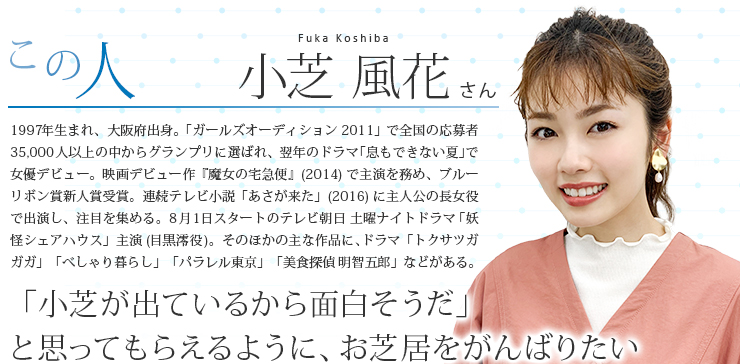 この人
Fuka Koshiba
小芝 風花 さん
1997年生まれ、大阪府出身。「ガールズオーディション 2011」で全国の応募者
35,000人以上の中からグランプリに選ばれ、翌年のドラマ「息もできない夏」で
女優デビュー。映画デビュー作『魔女の宅急便』(2014) で主演を務め、ブルー
リボン賞新人賞受賞。連続テレビ小説「あさが来た」(2016) に主人公の長女役
で出演し、注目を集める。8月1日スタートのテレビ朝日 土曜ナイトドラマ「妖
怪シェアハウス」主演 (目黒澪役)。そのほかの主な作品に、ドラマ「トクサツガ
ガガ」「べしゃり暮らし」「パラレル東京」「美食探偵 明智五郎」などがある。
「小芝が出ているから面白そうだ」
と思ってもらえるように、お芝居をがんばりたい